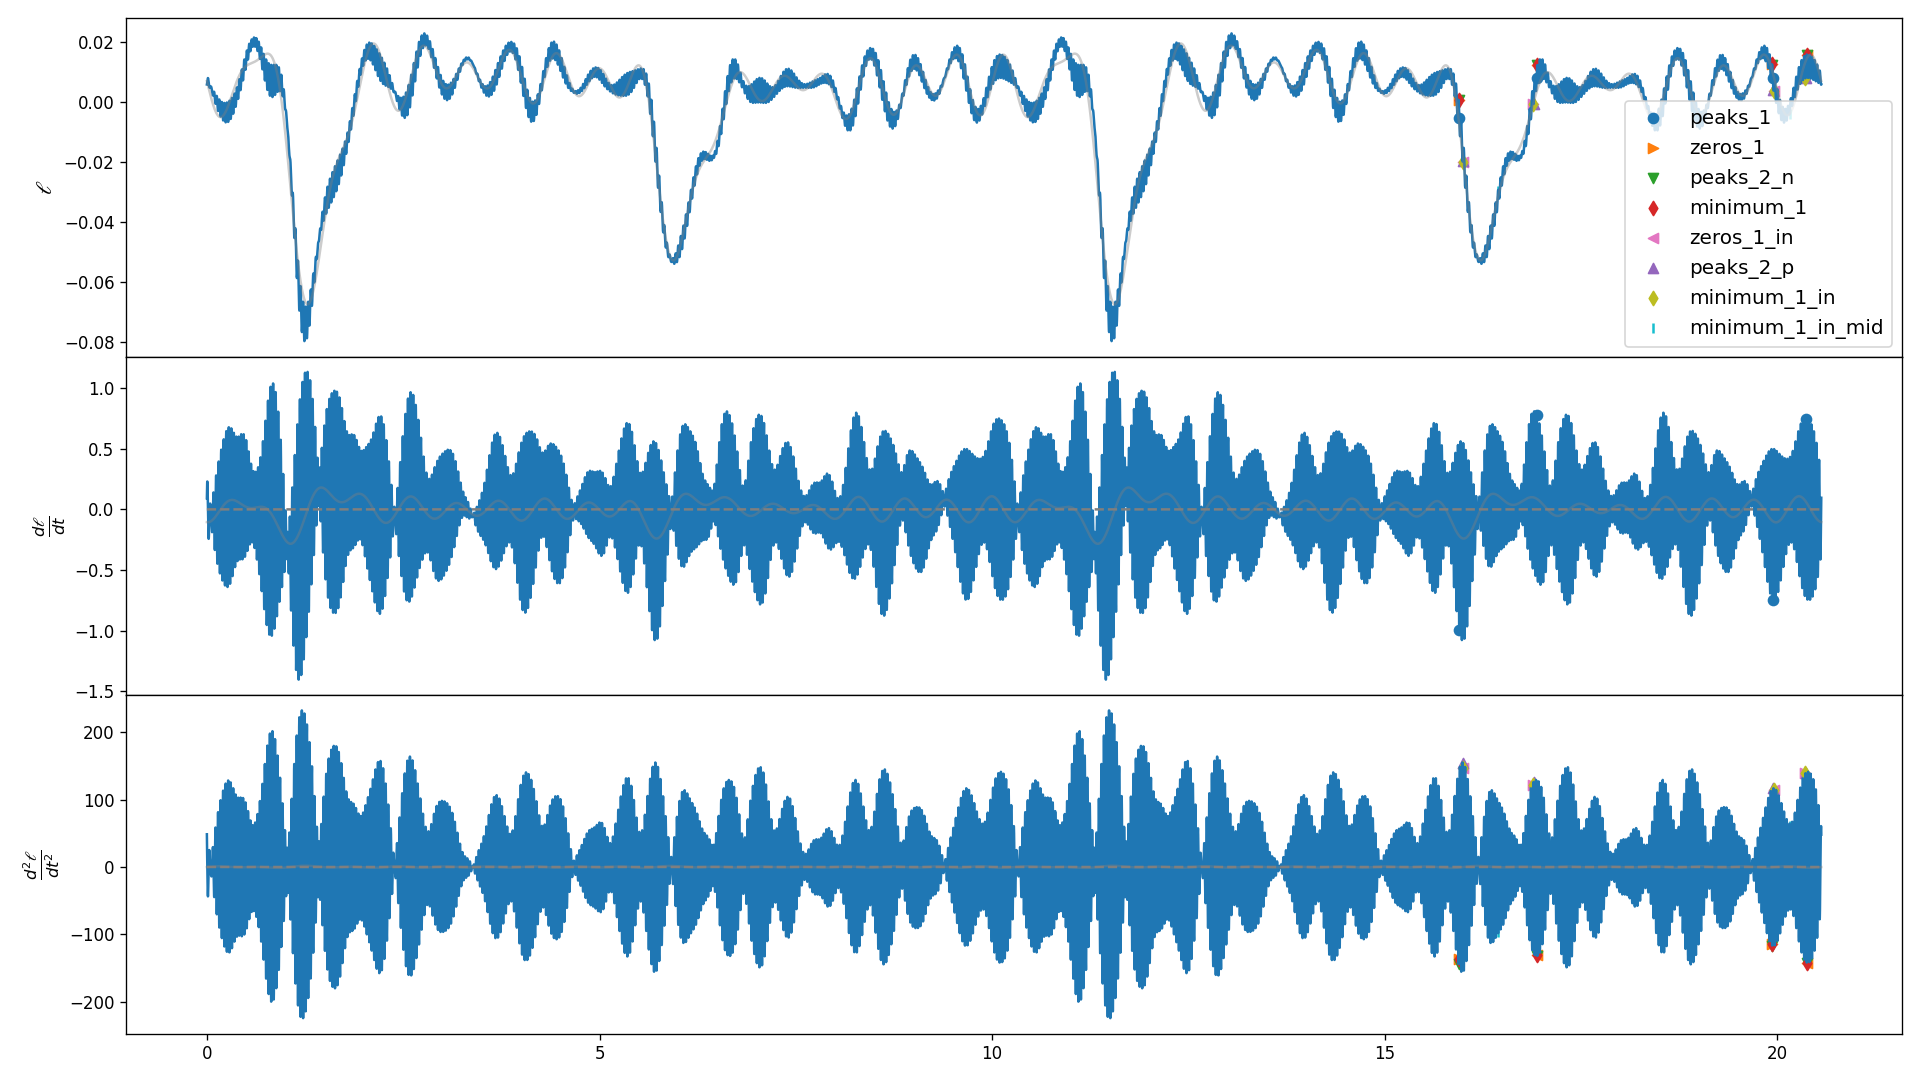 0.02
0.00
−0.02
−0.04
−0.06
−0.08
ℓ
peaks_1
zeros_1
peaks_2_n
minimum_1
zeros_1_in
peaks_2_p
minimum_1_in
minimum_1_in_mid
1.0
0.5
0.0
−0.5
−1.0
−1.5
dℓ
dt
200
100
0
−100
−200
d²ℓ
dt²
0 5 10 15 20